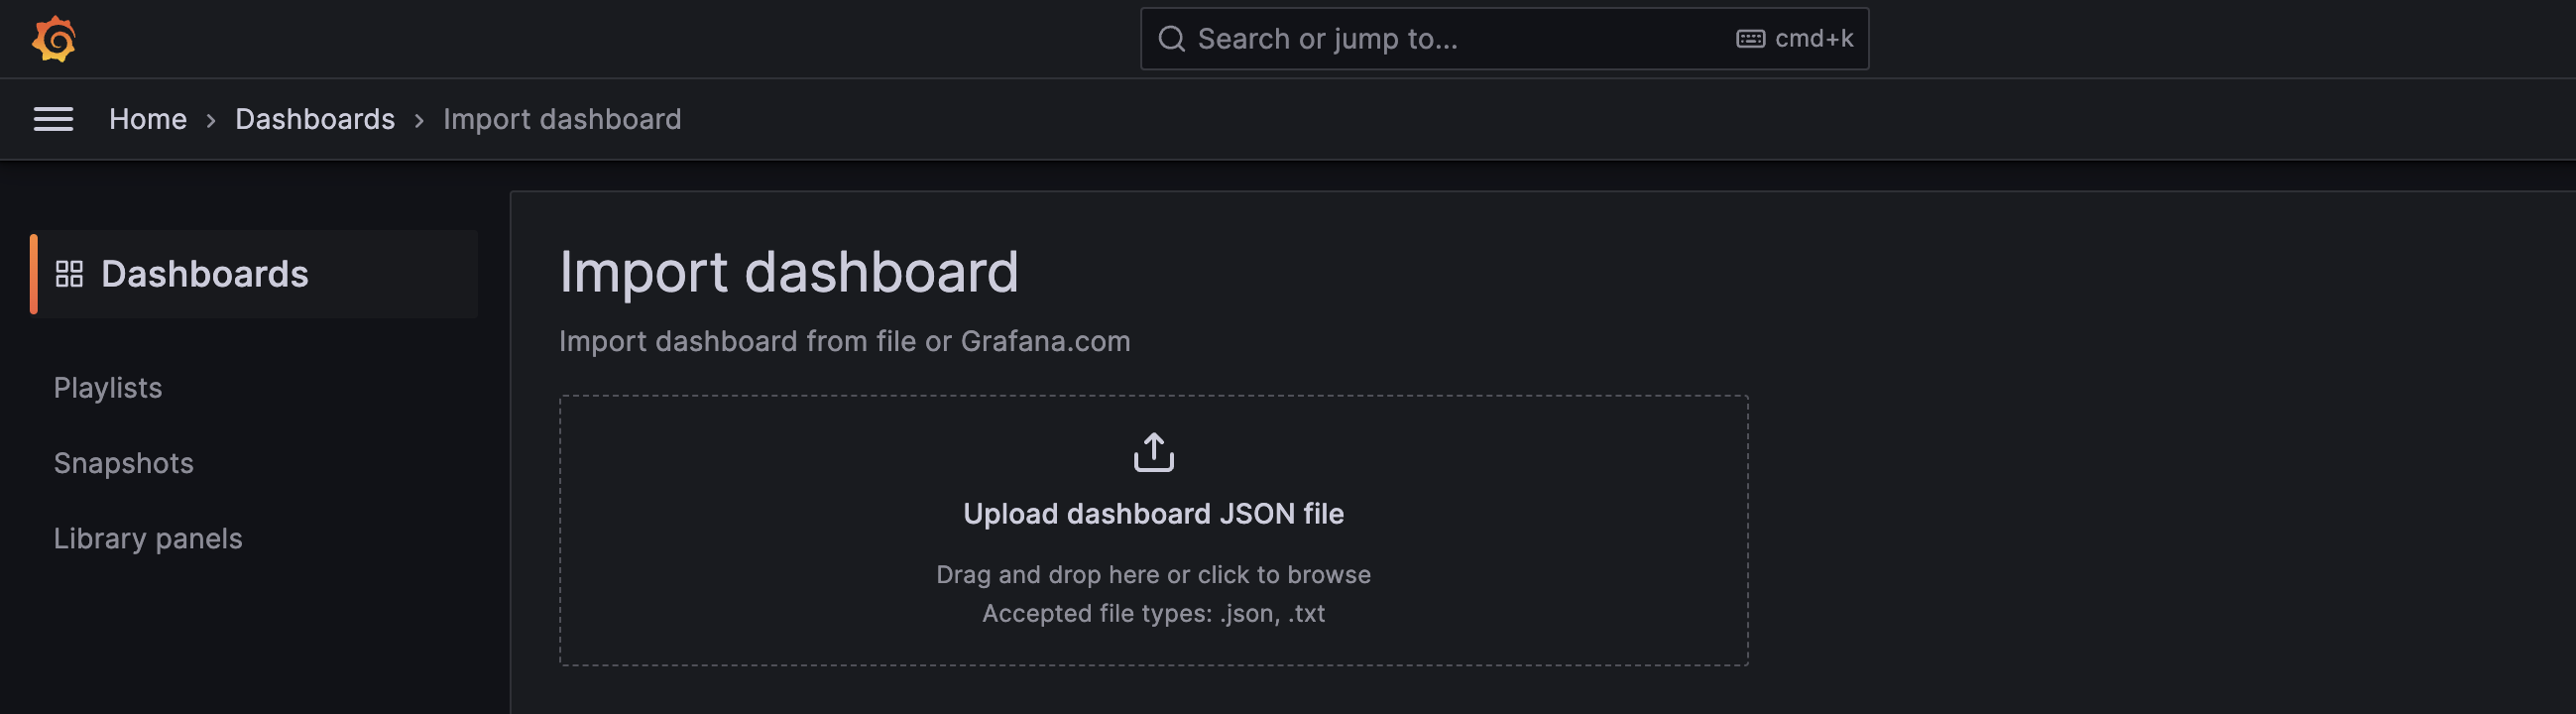 Search or jump to...
cmd+k
Home › Dashboards › Import dashboard
Dashboards
Playlists
Snapshots
Library panels
Import dashboard
Import dashboard from file or Grafana.com
Upload dashboard JSON file
Drag and drop here or click to browse
Accepted file types: .json, .txt